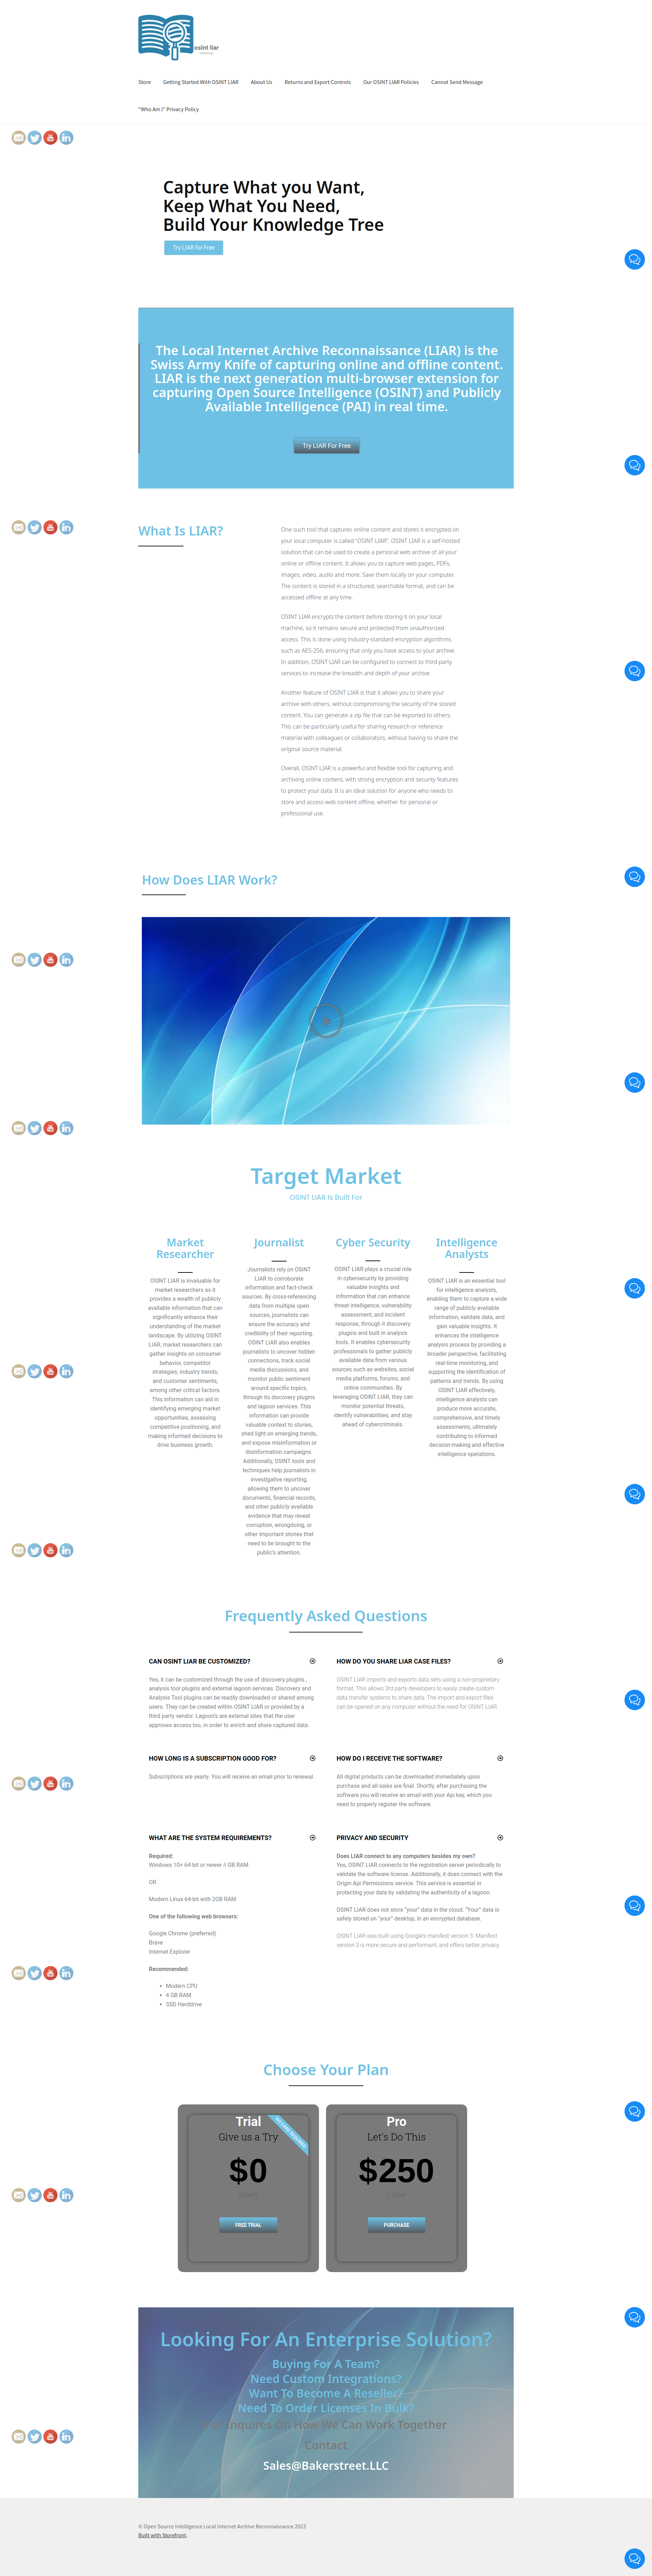 osint liar
Store
Getting Started With OSINT LIAR
About Us
Returns and Export Controls
Our OSINT LIAR Policies
Cannot Send Message
"Who Am I" Privacy Policy
Capture What you Want,
Keep What You Need,
Build Your Knowledge Tree
Try LIAR for Free
The Local Internet Archive Reconnaissance (LIAR) is the
Swiss Army Knife of capturing online and offline content.
LIAR is the next generation multi-browser extension for
capturing Open Source Intelligence (OSINT) and Publicly
Available Intelligence (PAI) in real time.
Try LIAR For Free
What Is LIAR?
One such tool that captures online content and stores it encrypted on
your local computer is called "OSINT LIAR". OSINT LIAR is a self-hosted
solution that can be used to create a personal web archive of all your
online or offline content. It allows you to capture web pages, PDFs,
images, video, audio and more. Save them locally on your computer.
The content is stored in a structured, searchable format, and can be
accessed offline at any time.
OSINT LIAR encrypts the content before storing it on your local
machine, so it remains secure and protected from unauthorized
access. This is done using industry-standard encryption algorithms
such as AES-256, ensuring that only you have access to your archive.
In addition, OSINT LIAR can be configured to connect to third party
services to increase the breadth and depth of your archive.
Another feature of OSINT LIAR is that it allows you to share your
archive with others, without compromising the security of the stored
content. You can generate a zip file that can be exported to others.
This can be particularly useful for sharing research or reference
material with colleagues or collaborators, without having to share the
original source material.
Overall, OSINT LIAR is a powerful and flexible tool for capturing and
archiving online content, with strong encryption and security features
to protect your data. It is an ideal solution for anyone who needs to
store and access web content offline, whether for personal or
professional use.
How Does LIAR Work?
Target Market
OSINT LIAR Is Built For
Market
Researcher
OSINT LIAR is invaluable for
market researchers as it
provides a wealth of publicly
available information that can
significantly enhance their
understanding of the market
landscape. By utilizing OSINT
LIAR, market researchers can
gather insights on consumer
behavior, competitor
strategies, industry trends,
and customer sentiments,
among other critical factors.
This information can aid in
identifying emerging market
opportunities, assessing
competitive positioning, and
making informed decisions to
drive business growth.
Journalist
Journalists rely on OSINT
LIAR to corroborate
information and fact-check
sources. By cross-referencing
data from multiple open
sources, journalists can
ensure the accuracy and
credibility of their reporting.
OSINT LIAR also enables
journalists to uncover hidden
connections, track social
media discussions, and
monitor public sentiment
around specific topics,
through its discovery plugins
and lagoon services. This
information can provide
valuable context to stories,
shed light on emerging trends,
and expose misinformation or
disinformation campaigns.
Additionally, OSINT tools and
techniques help journalists in
investigative reporting,
allowing them to uncover
documents, financial records,
and other publicly available
evidence that may reveal
corruption, wrongdoing, or
other important stories that
need to be brought to the
public's attention.
Cyber Security
OSINT LIAR plays a crucial role
in cybersecurity by providing
valuable insights and
information that can enhance
threat intelligence, vulnerability
assessment, and incident
response, through it discovery
plugins and built in analysis
tools. It enables cybersecurity
professionals to gather publicly
available data from various
sources such as websites, social
media platforms, forums, and
online communities. By
leveraging OSINT LIAR, they can
monitor potential threats,
identify vulnerabilities, and stay
ahead of cybercriminals.
Intelligence
Analysts
OSINT LIAR is an essential tool
for intelligence analysts,
enabling them to capture a wide
range of publicly available
information, validate data, and
gain valuable insights. It
enhances the intelligence
analysis process by providing a
broader perspective, facilitating
real-time monitoring, and
supporting the identification of
patterns and trends. By using
OSINT LIAR effectively,
intelligence analysts can
produce more accurate,
comprehensive, and timely
assessments, ultimately
contributing to informed
decision-making and effective
intelligence operations.
Frequently Asked Questions
CAN OSINT LIAR BE CUSTOMIZED?
Yes, it can be customized through the use of discovery plugins ,
analysis tool plugins and external lagoon services. Discovery and
Analysis Tool plugins can be readily downloaded or shared among
users. They can be created within OSINT LIAR or provided by a
third party vendor. Lagoon's are external sites that the user
approves access too, in order to enrich and share captured data.
HOW DO YOU SHARE LIAR CASE FILES?
OSINT LIAR imports and exports data sets using a non-proprietary
format. This allows 3rd party developers to easily create custom
data transfer systems to share data. The import and export files
can be opened on any computer without the need for OSINT LIAR.
HOW LONG IS A SUBSCRIPTION GOOD FOR?
Subscriptions are yearly. You will receive an email prior to renewal.
HOW DO I RECEIVE THE SOFTWARE?
All digital products can be downloaded immediately upon
purchase and all sales are final. Shortly, after purchasing the
software you will receive an email with your Api key, which you
need to properly register the software.
WHAT ARE THE SYSTEM REQUIREMENTS?
Required:
Windows 10+ 64-bit or newer 4 GB RAM
OR
Modern Linux 64-bit with 2GB RAM
One of the following web browsers:
Google Chrome (preferred)
Brave
Internet Explorer
Recommended:
• Modern CPU
• 4 GB RAM
• SSD Harddrive
PRIVACY AND SECURITY
Does LIAR connect to any computers besides my own?
Yes, OSINT LIAR connects to the registration server periodically to
validate the software license. Additionally, it does connect with the
Origin Api Permissions service. This service is essential in
protecting your data by validating the authenticity of a lagoon.
OSINT LIAR does not store "your" data in the cloud. "Your" data is
safely stored on "your" desktop, in an encrypted database.
OSINT LIAR was built using Google's manifest version 3. Manifest
version 3 is more secure and performant, and offers better privacy.
Choose Your Plan
Trial
Give us a Try
NO CARD REQUIRED
$0
FREE TRIAL
Pro
Let's Do This
$250
PURCHASE
Looking For An Enterprise Solution?
Buying For A Team?
Need Custom Integrations?
Want To Become A Reseller?
Need To Order Licenses In Bulk?
For Inquires On How We Can Work Together
Contact
Sales@Bakerstreet.LLC
© Open Source Intelligence Local Internet Archive Reconnaissance 2023
Built with Storefront.